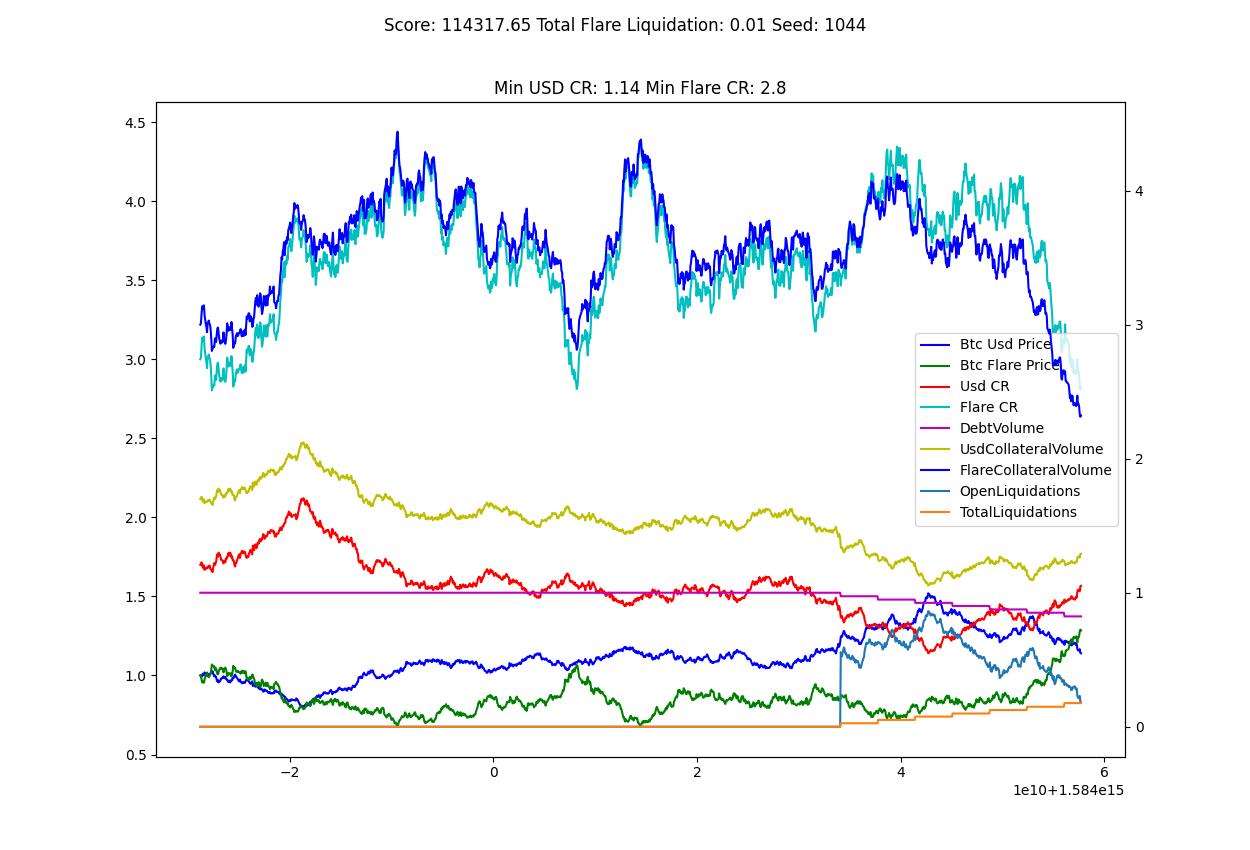 Score: 114317.65 Total Flare Liquidation: 0.01 Seed: 1044
Min USD CR: 1.14 Min Flare CR: 2.8
4.5
4.0
3.5
3.0
2.5
2.0
1.5
1.0
0.5
4
3
2
1
0
Btc Usd Price
Btc Flare Price
Usd CR
Flare CR
DebtVolume
UsdCollateralVolume
FlareCollateralVolume
OpenLiquidations
TotalLiquidations
−2 0 2 4 6
1e10+1.584e15